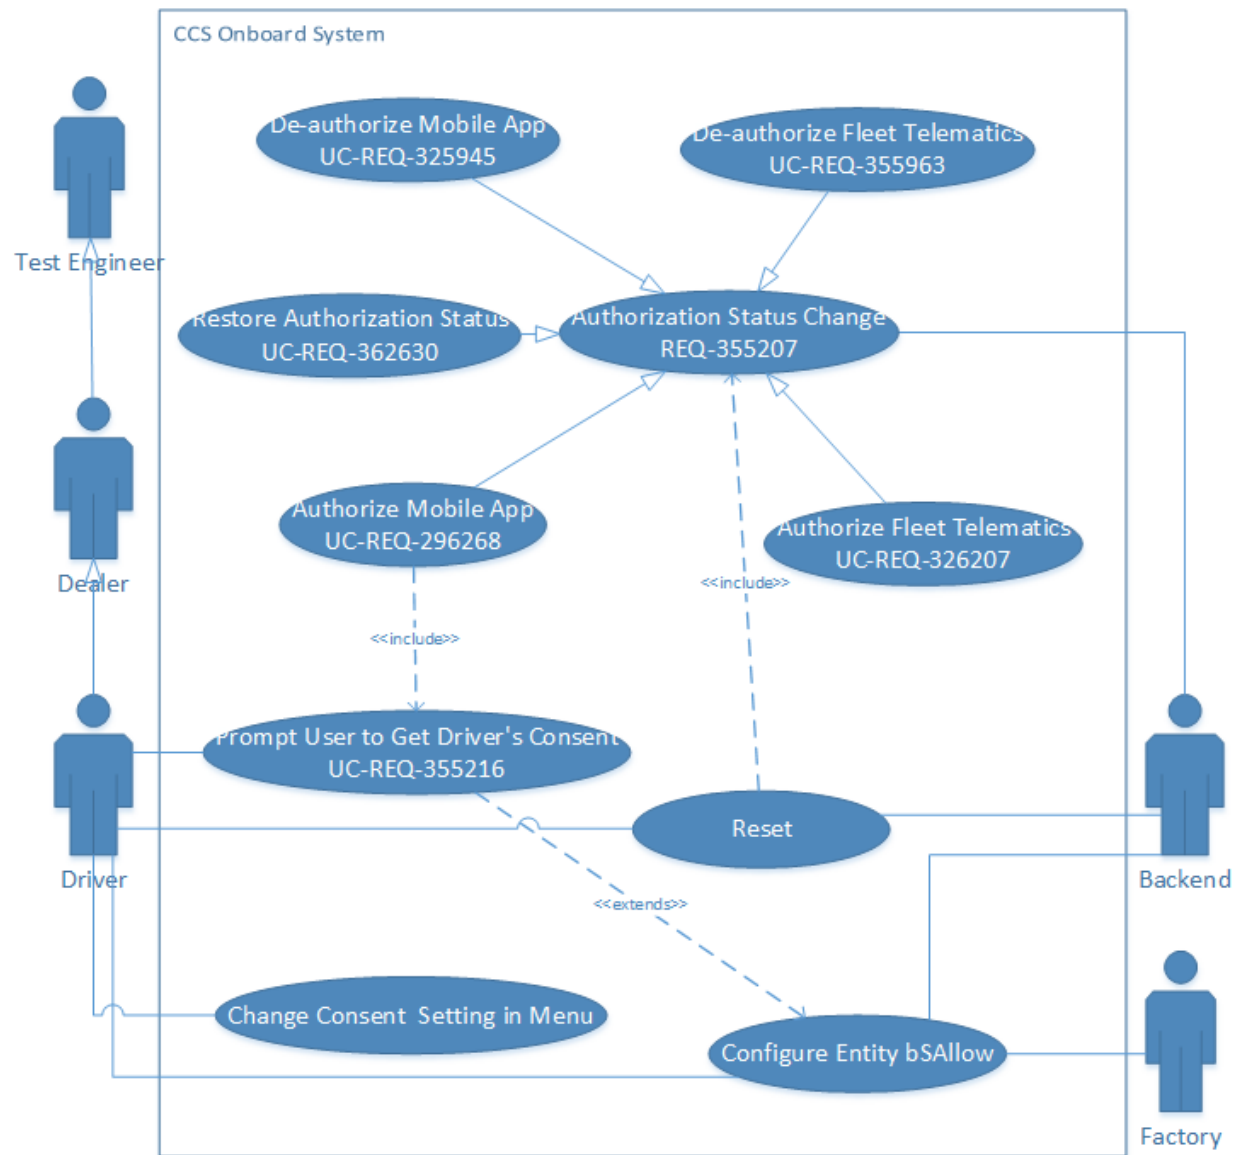 CCS Onboard System
De-authorize Mobile App
UC-REQ-325945
De-authorize Fleet Telematics
UC-REQ-355963
Test Engineer
Restore Authorization Status
UC-REQ-362630
Authorization Status Change
REQ-355207
Authorize Mobile App
UC-REQ-296268
Authorize Fleet Telematics
UC-REQ-326207
Dealer
<<include>>
<<include>>
Prompt User to Get Driver's Consent
UC-REQ-355216
Reset
Driver
Backend
<<extends>>
Change Consent  Setting in Menu
Configure Entity bSAllow
Factory